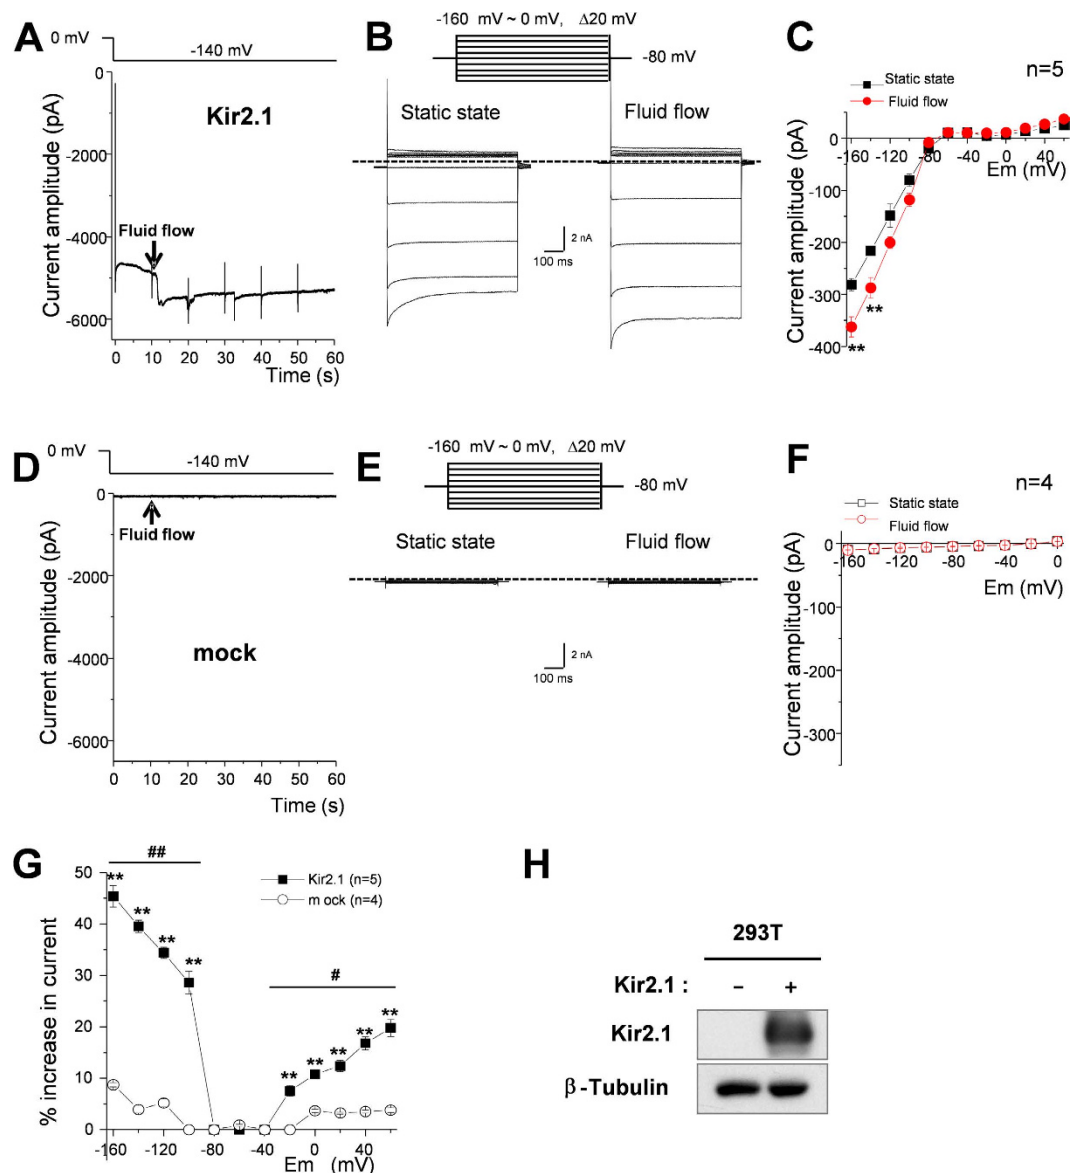 A
0 mV
-140 mV
0
-2000
-4000
-6000
Current amplitude (pA)
Kir2.1
Fluid flow
0 10 20 30 40 50 60
Time (s)
B
-160 mV ~ 0 mV, Δ20 mV
-80 mV
Static state
Fluid flow
2 nA
100 ms
C
n=5
Static state
Fluid flow
0
-100
-200
-300
-400
Current amplitude (pA)
-160 -120 -80 -40 0 40
Em (mV)
**
**
D
0 mV
-140 mV
0
-2000
-4000
-6000
Current amplitude (pA)
Fluid flow
mock
0 10 20 30 40 50 60
Time (s)
E
-160 mV ~ 0 mV, Δ20 mV
-80 mV
Static state
Fluid flow
2 nA
100 ms
F
n=4
Static state
Fluid flow
0
-100
-200
-300
Current amplitude (pA)
-160 -120 -80 -40 0
Em (mV)
G
##
50
40
30
20
10
0
% increase in current
Kir2.1 (n=5)
m ock (n=4)
**
**
**
**
#
**
**
**
**
**
-160 -120 -80 -40 0 40
Em (mV)
H
293T
Kir2.1 : − +
Kir2.1
β-Tubulin